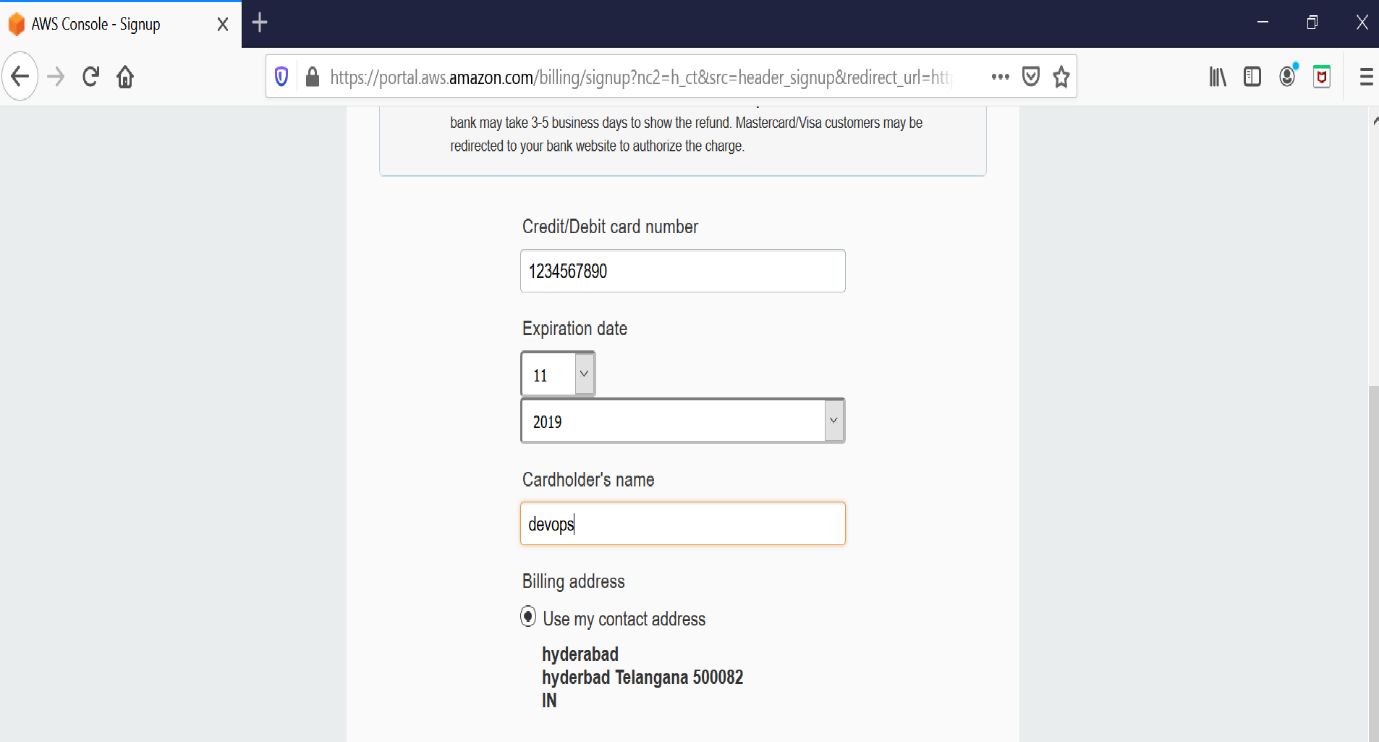 AWS Console - Signup
https://portal.aws.amazon.com/billing/signup?nc2=h_ct&src=header_signup&redirect_url=htt
bank may take 3-5 business days to show the refund. Mastercard/Visa customers may be
redirected to your bank website to authorize the charge.
Credit/Debit card number
1234567890
Expiration date
11
2019
Cardholder's name
devops
Billing address
Use my contact address
hyderabad
hyderbad Telangana 500082
IN